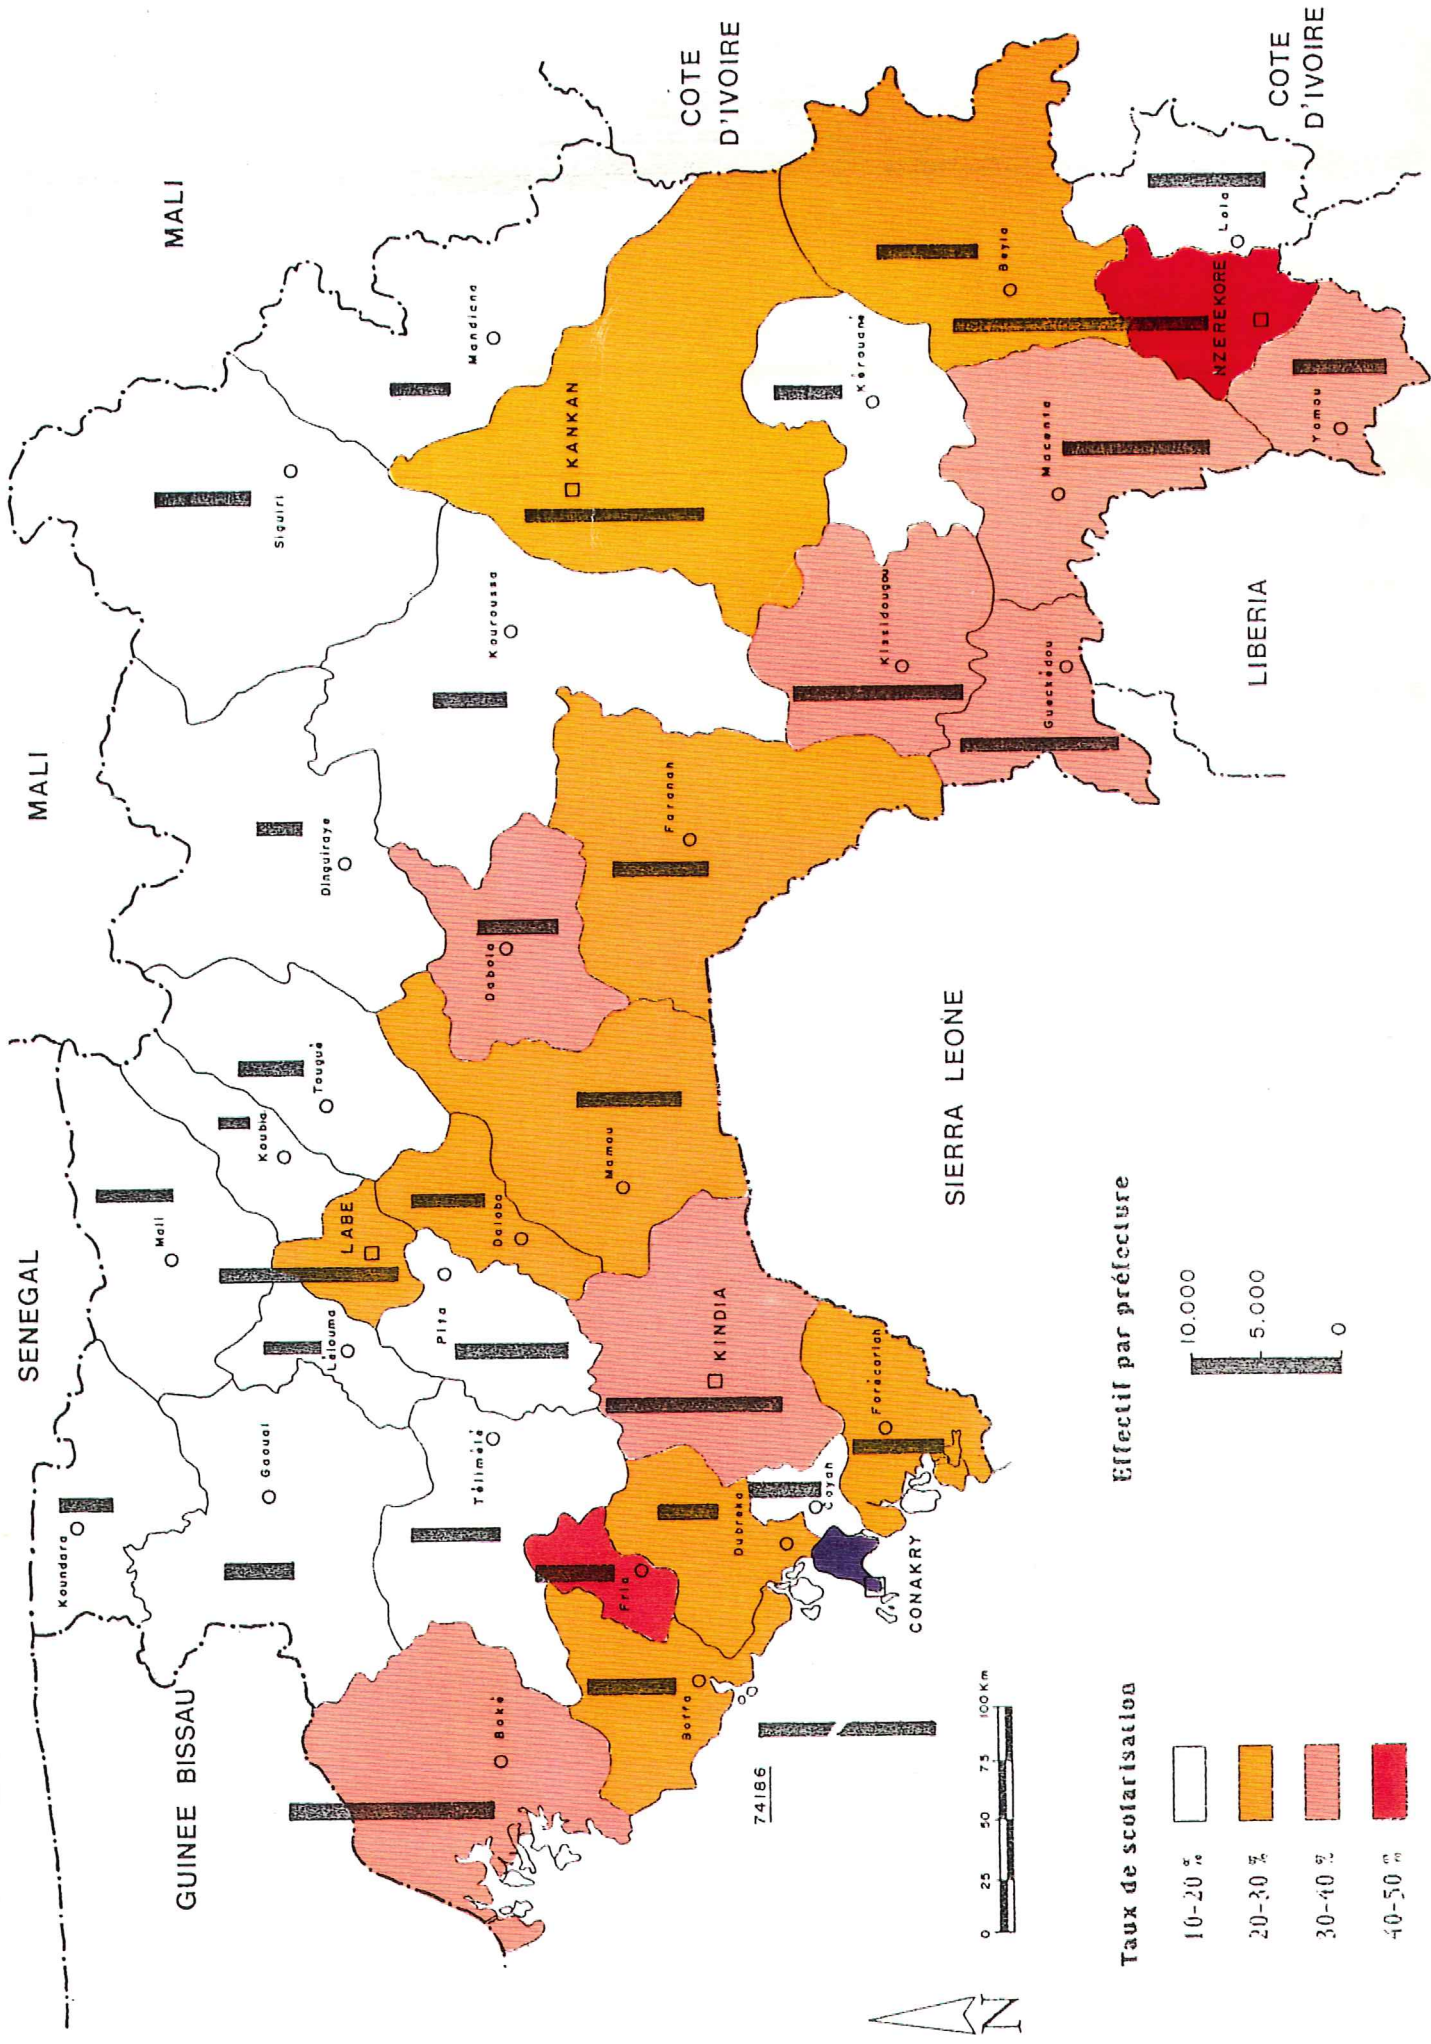 SENEGAL
MALI
MALI
GUINEE BISSAU
COTE
D'IVOIRE
COTE
D'IVOIRE
LIBERIA
SIERRA LEONE
Koundara
Mali
Gaoual
Koubia
Tougué
Lélouma
LABE
Dinguiraye
Siguiri
Mandiana
Boké
Télimélé
Pita
Dalaba
Dabola
Kouroussa
KANKAN
Fria
Boffa
Dubreka
KINDIA
Mamou
Faranah
Kérouané
Kissidougou
Beyla
Coyah
Forécariah
CONAKRY
Gueckédou
Macenta
NZEREKORE
Lola
Yomou
74186
0 25 50 75 100 Km
N
Taux de scolarisation
10-20 %
20-30 %
30-40 %
40-50 %
Effectif par préfecture
10.000
5.000
0